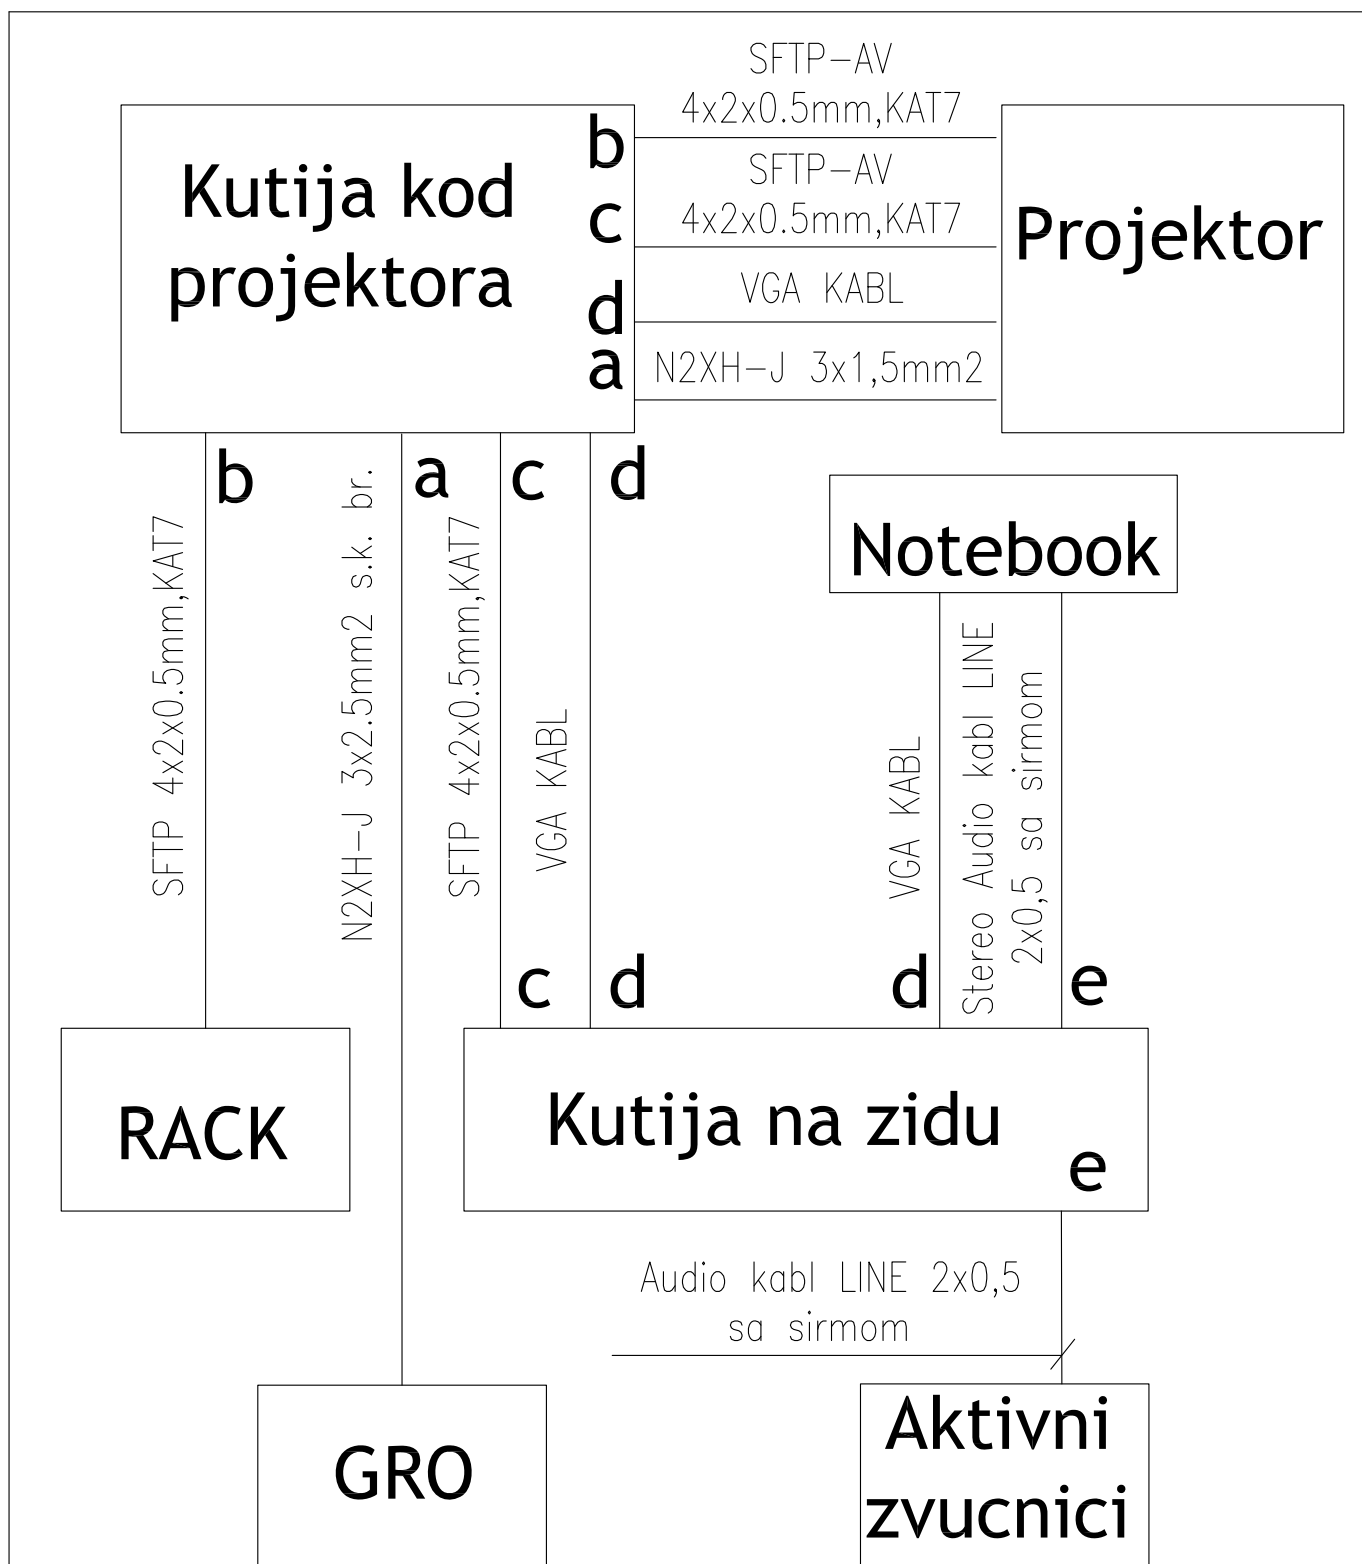 SFTP-AV
4x2x0.5mm,KAT7
b
Kutija kod
projektora
SFTP-AV
4x2x0.5mm,KAT7
c
Projektor
VGA KABL
d
N2XH-J 3x1,5mm2
a
b
a
c
d
SFTP 4x2x0.5mm,KAT7
N2XH-J 3x2.5mm2 s.k. br.
SFTP 4x2x0.5mm,KAT7
VGA KABL
Notebook
VGA KABL
Stereo Audio kabl LINE
2x0,5 sa sirmom
c
d
d
e
RACK
Kutija na zidu
e
Audio kabl LINE 2x0,5
sa sirmom
GRO
Aktivni
zvucnici